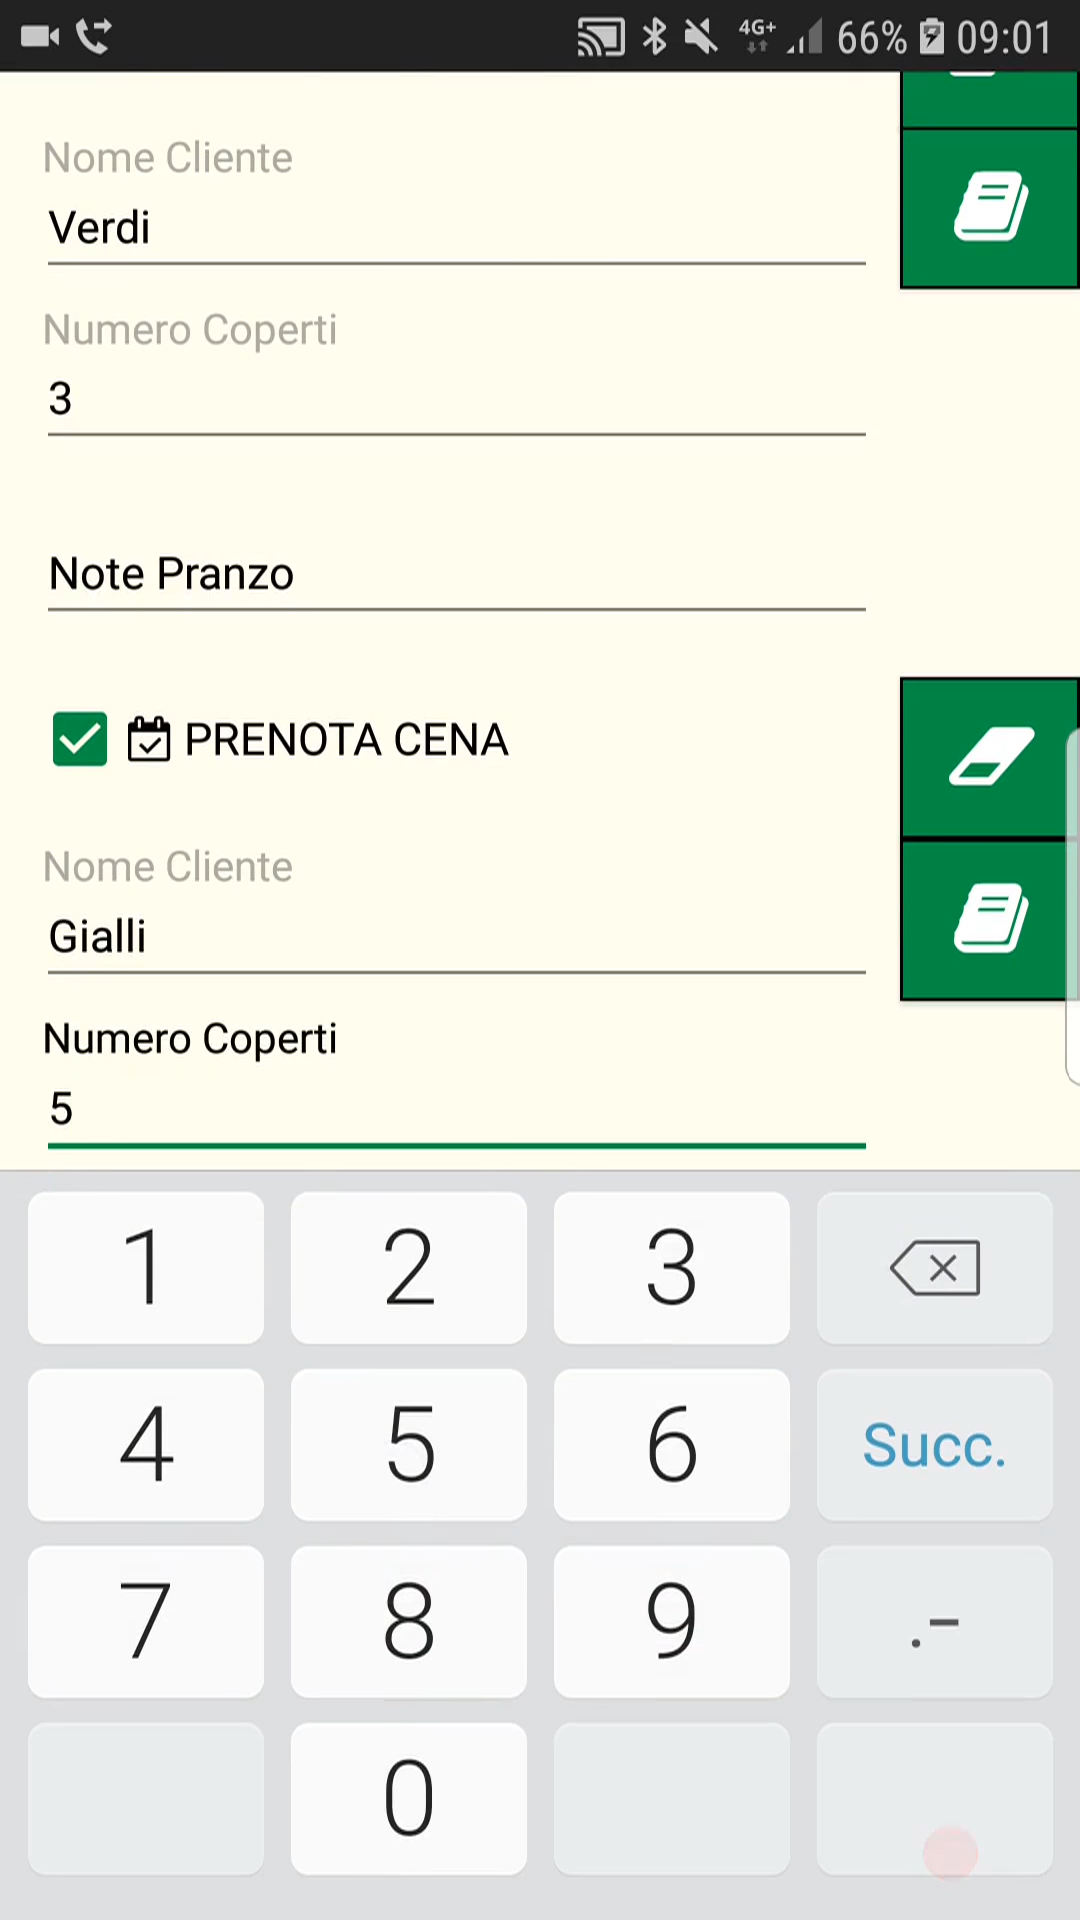 4G+ 66% 09:01
Nome Cliente
Verdi
Numero Coperti
3
Note Pranzo
PRENOTA CENA
Nome Cliente
Gialli
Numero Coperti
5
1 2 3
4 5 6 Succ.
7 8 9 .-
0